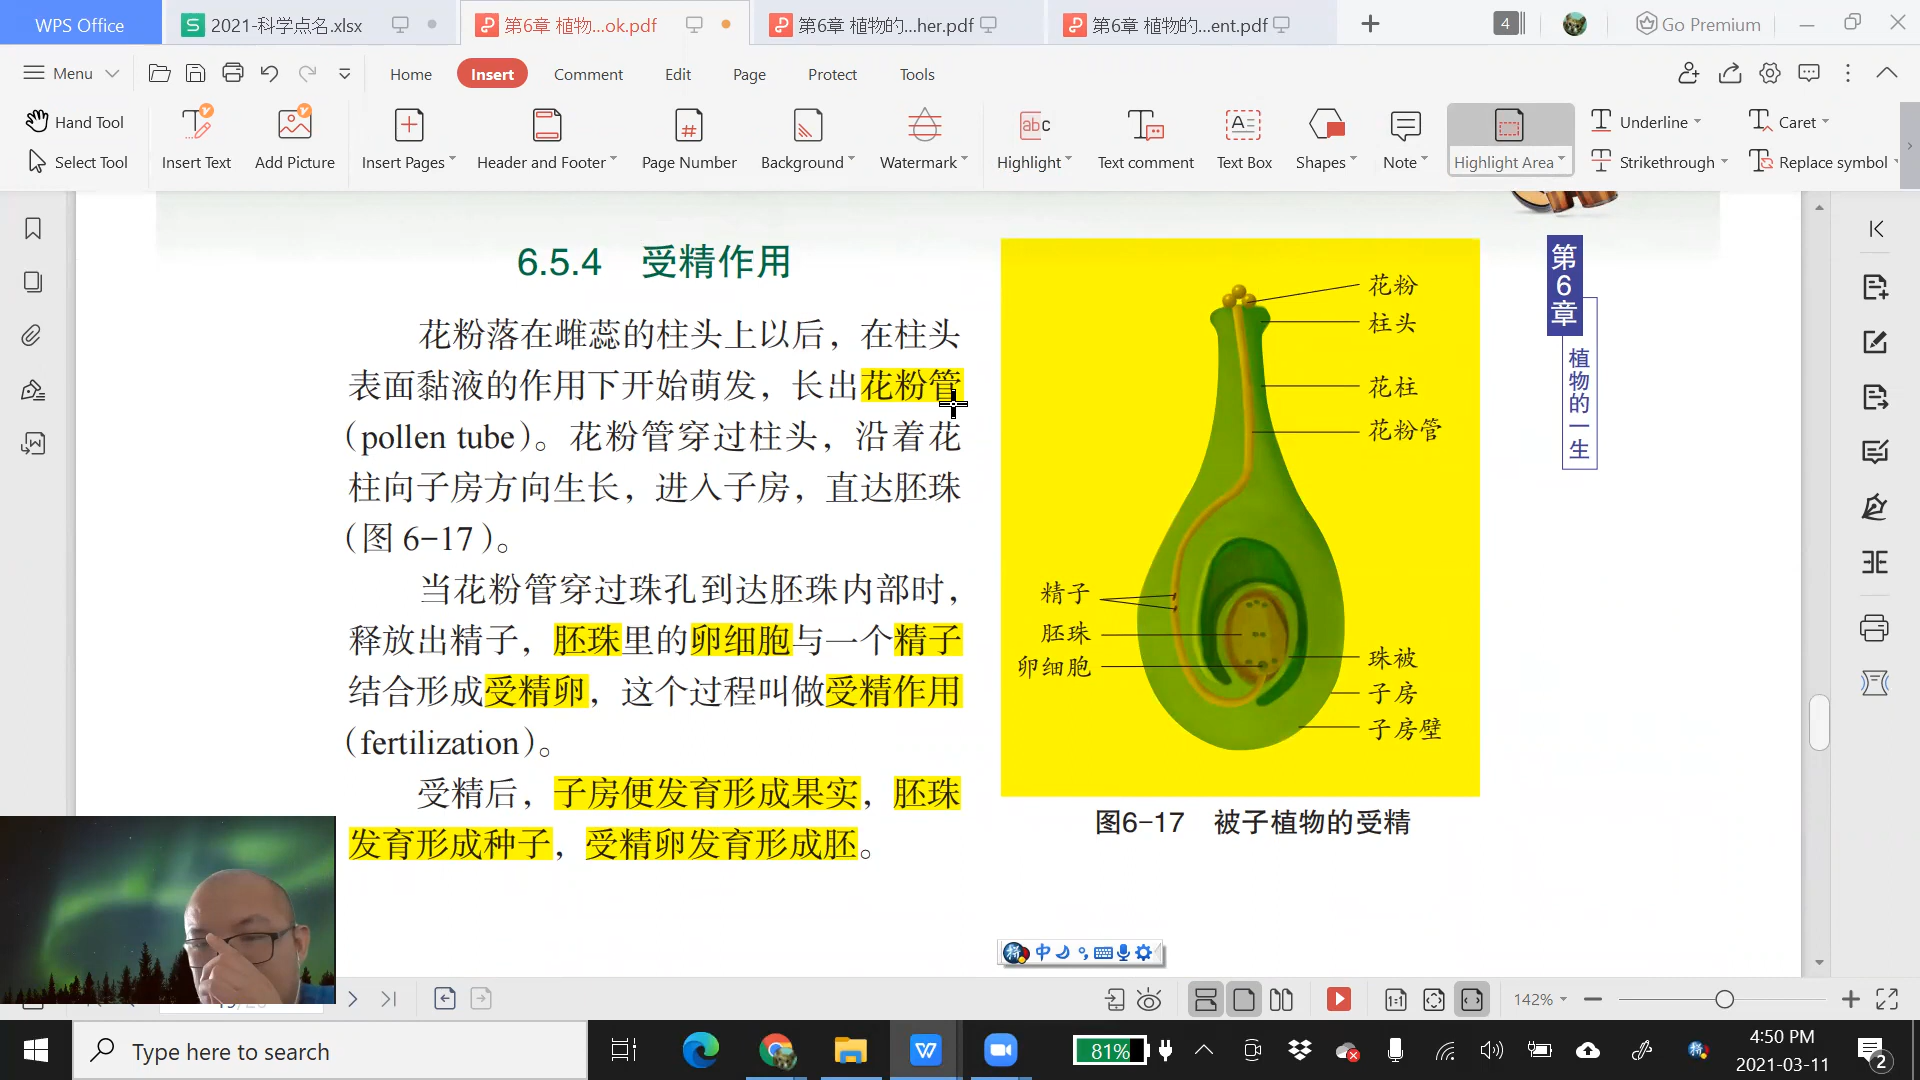 WPS Office
2021-科学点名.xlsx
第6章 植物...ok.pdf
第6章 植物的...her.pdf
第6章 植物的...ent.pdf
4
Go Premium
Menu
Home
Insert
Comment
Edit
Page
Protect
Tools
Hand Tool
Select Tool
Insert Text
Add Picture
Insert Pages
Header and Footer
Page Number
Background
Watermark
Highlight
Text comment
Text Box
Shapes
Note
Highlight Area
Underline
Strikethrough
Caret
Replace symbol
6.5.4 受精作用
花粉落在雌蕊的柱头上以后，在柱头
表面黏液的作用下开始萌发，长出花粉管
（pollen tube）。花粉管穿过柱头，沿着花
柱向子房方向生长，进入子房，直达胚珠
（图 6-17）。
当花粉管穿过珠孔到达胚珠内部时，
释放出精子，胚珠里的卵细胞与一个精子
结合形成受精卵，这个过程叫做受精作用
（fertilization）。
受精后，子房便发育形成果实，胚珠
发育形成种子，受精卵发育形成胚。
花粉
柱头
花柱
花粉管
精子
胚珠
卵细胞
珠被
子房
子房壁
图6-17 被子植物的受精
第6章
植物的一生
中
142%
1:1
Type here to search
81%
4:50 PM
2021-03-11
2